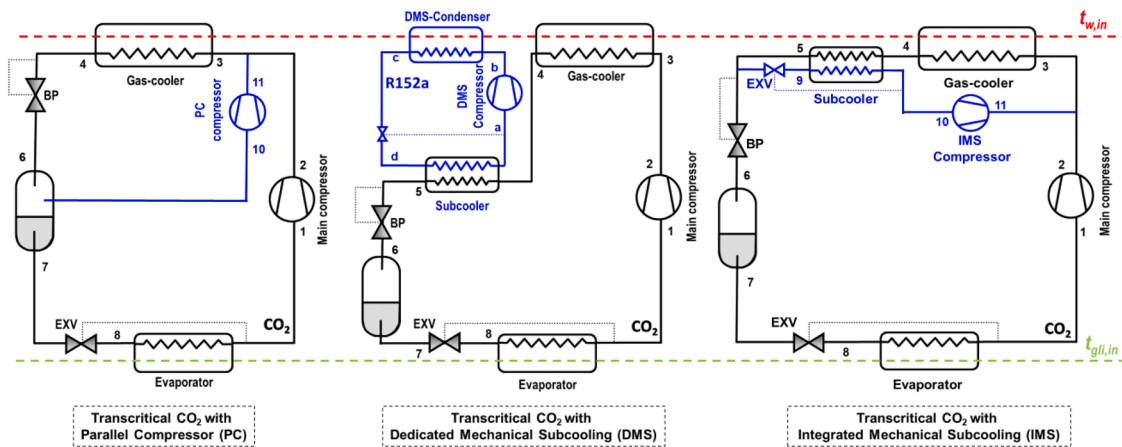 t_w,in
4
3
Gas-cooler
BP
11
PC
compressor
10
6
2
Main compressor
1
7
EXV
8
CO₂
Evaporator
Transcritical CO₂ with
Parallel Compressor (PC)
DMS-Condenser
c
b
R152a
DMS
Compressor
a
d
4
3
Gas-cooler
5
Subcooler
BP
6
2
Main compressor
1
7
EXV
8
CO₂
Evaporator
Transcritical CO₂ with
Dedicated Mechanical Subcooling (DMS)
5
4
3
EXV
9
Subcooler
Gas-cooler
10
11
IMS
Compressor
BP
6
2
Main compressor
1
7
EXV
8
CO₂
Evaporator
t_gli,in
Transcritical CO₂ with
Integrated Mechanical Subcooling (IMS)